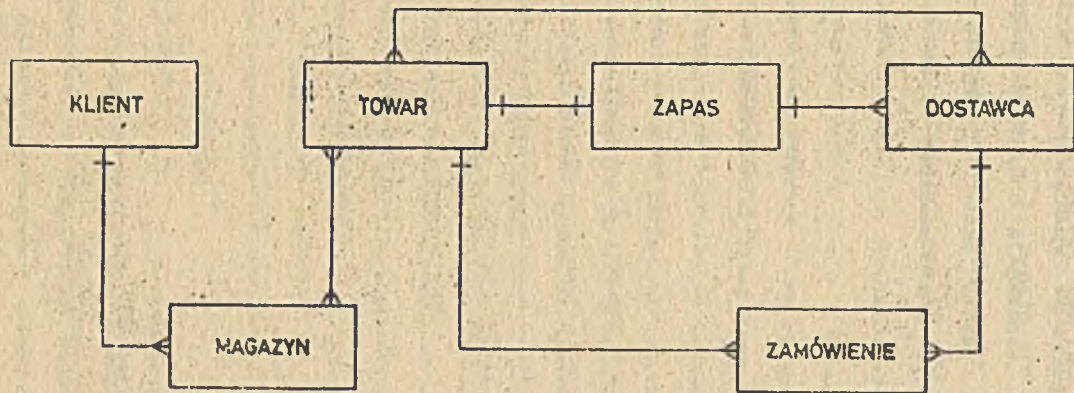 KLIENT
TOWAR
ZAPAS
DOSTAWCA
MAGAZYN
ZAMÓWIENIE